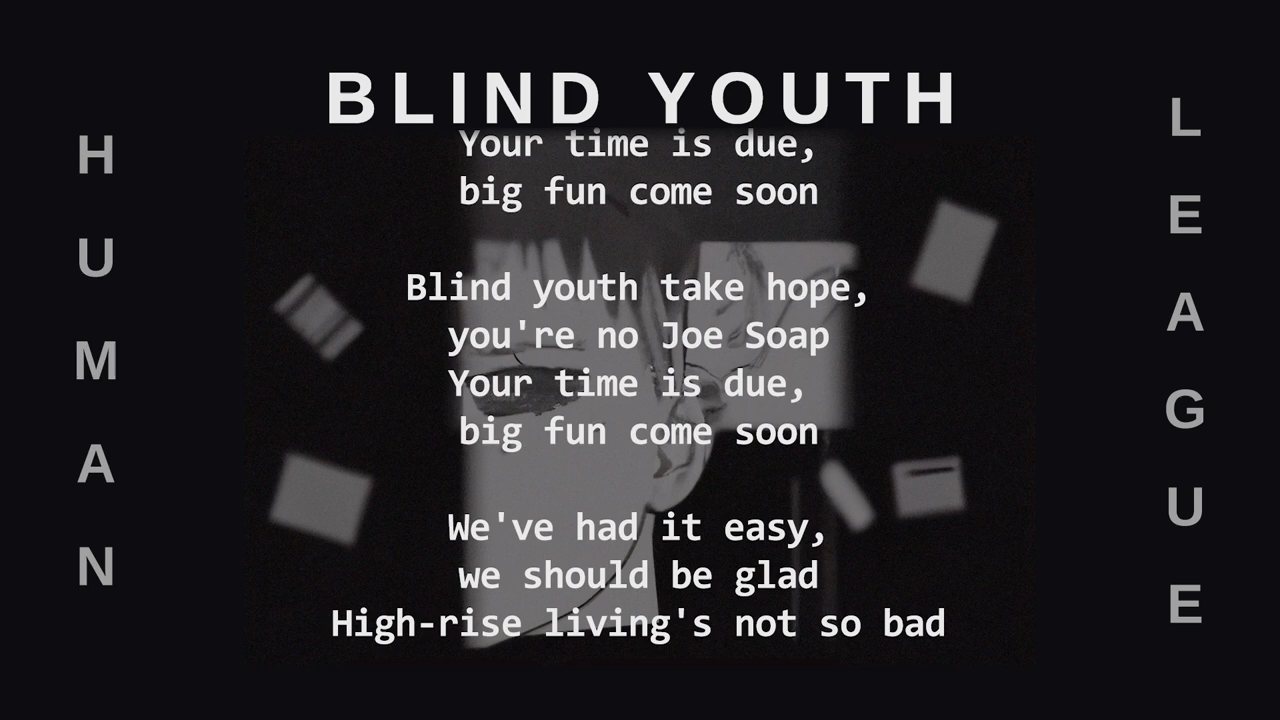 BLIND YOUTH
HUMAN
LEAGUE
Your time is due,
big fun come soon
Blind youth take hope,
you're no Joe Soap
Your time is due,
big fun come soon
We've had it easy,
we should be glad
High-rise living's not so bad